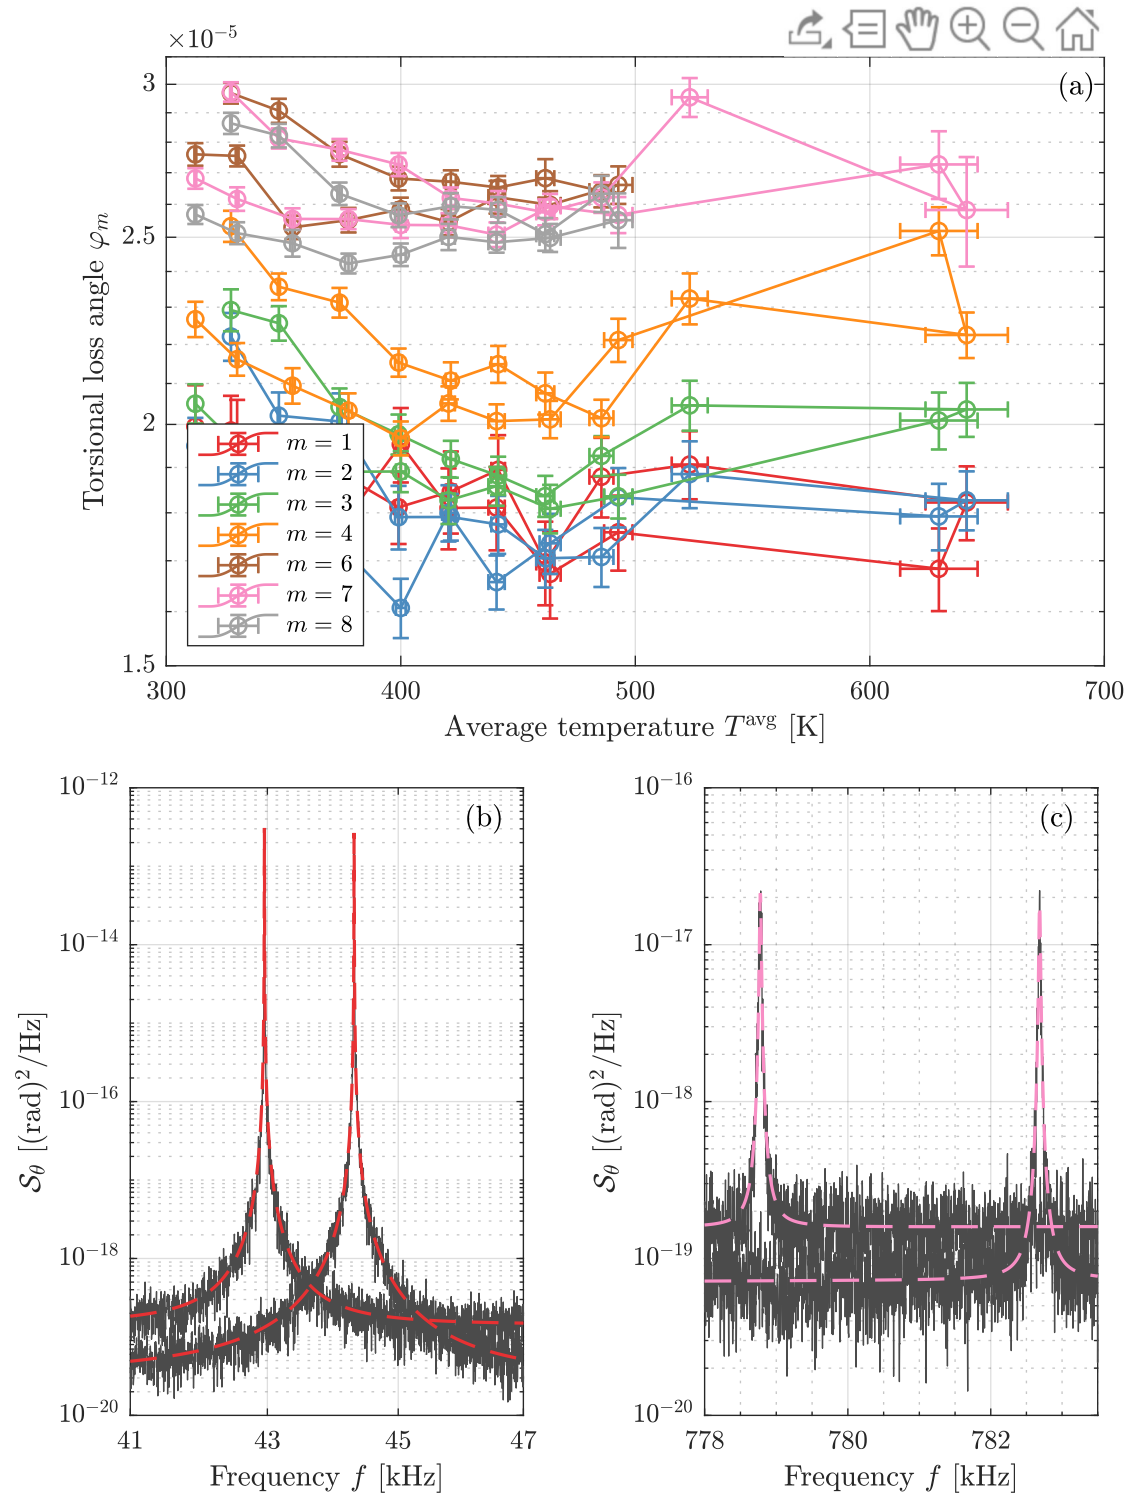 ×10⁻⁵
(a)
3
2.5
2
1.5
Torsional loss angle φₘ
m = 1
m = 2
m = 3
m = 4
m = 6
m = 7
m = 8
300 400 500 600 700
Average temperature Tᵃᵛᵍ [K]
(b)
10⁻¹²
10⁻¹⁴
10⁻¹⁶
10⁻¹⁸
10⁻²⁰
𝒮_θ [(rad)²/Hz]
41 43 45 47
Frequency f [kHz]
(c)
10⁻¹⁶
10⁻¹⁷
10⁻¹⁸
10⁻¹⁹
10⁻²⁰
𝒮_θ [(rad)²/Hz]
778 780 782
Frequency f [kHz]